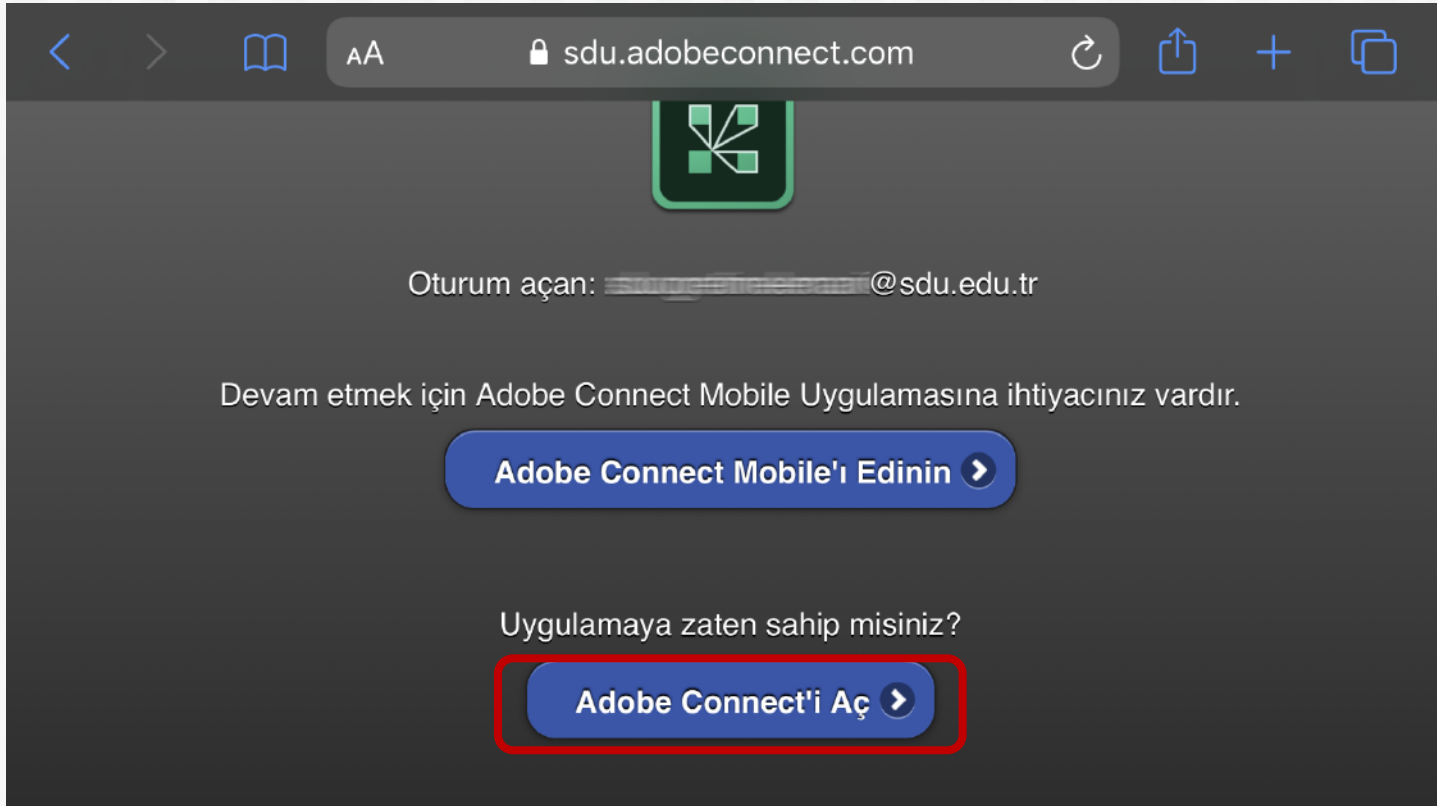 AA sdu.adobeconnect.com
Oturum açan: @sdu.edu.tr
Devam etmek için Adobe Connect Mobile Uygulamasına ihtiyacınız vardır.
Adobe Connect Mobile'ı Edinin
Uygulamaya zaten sahip misiniz?
Adobe Connect'i Aç